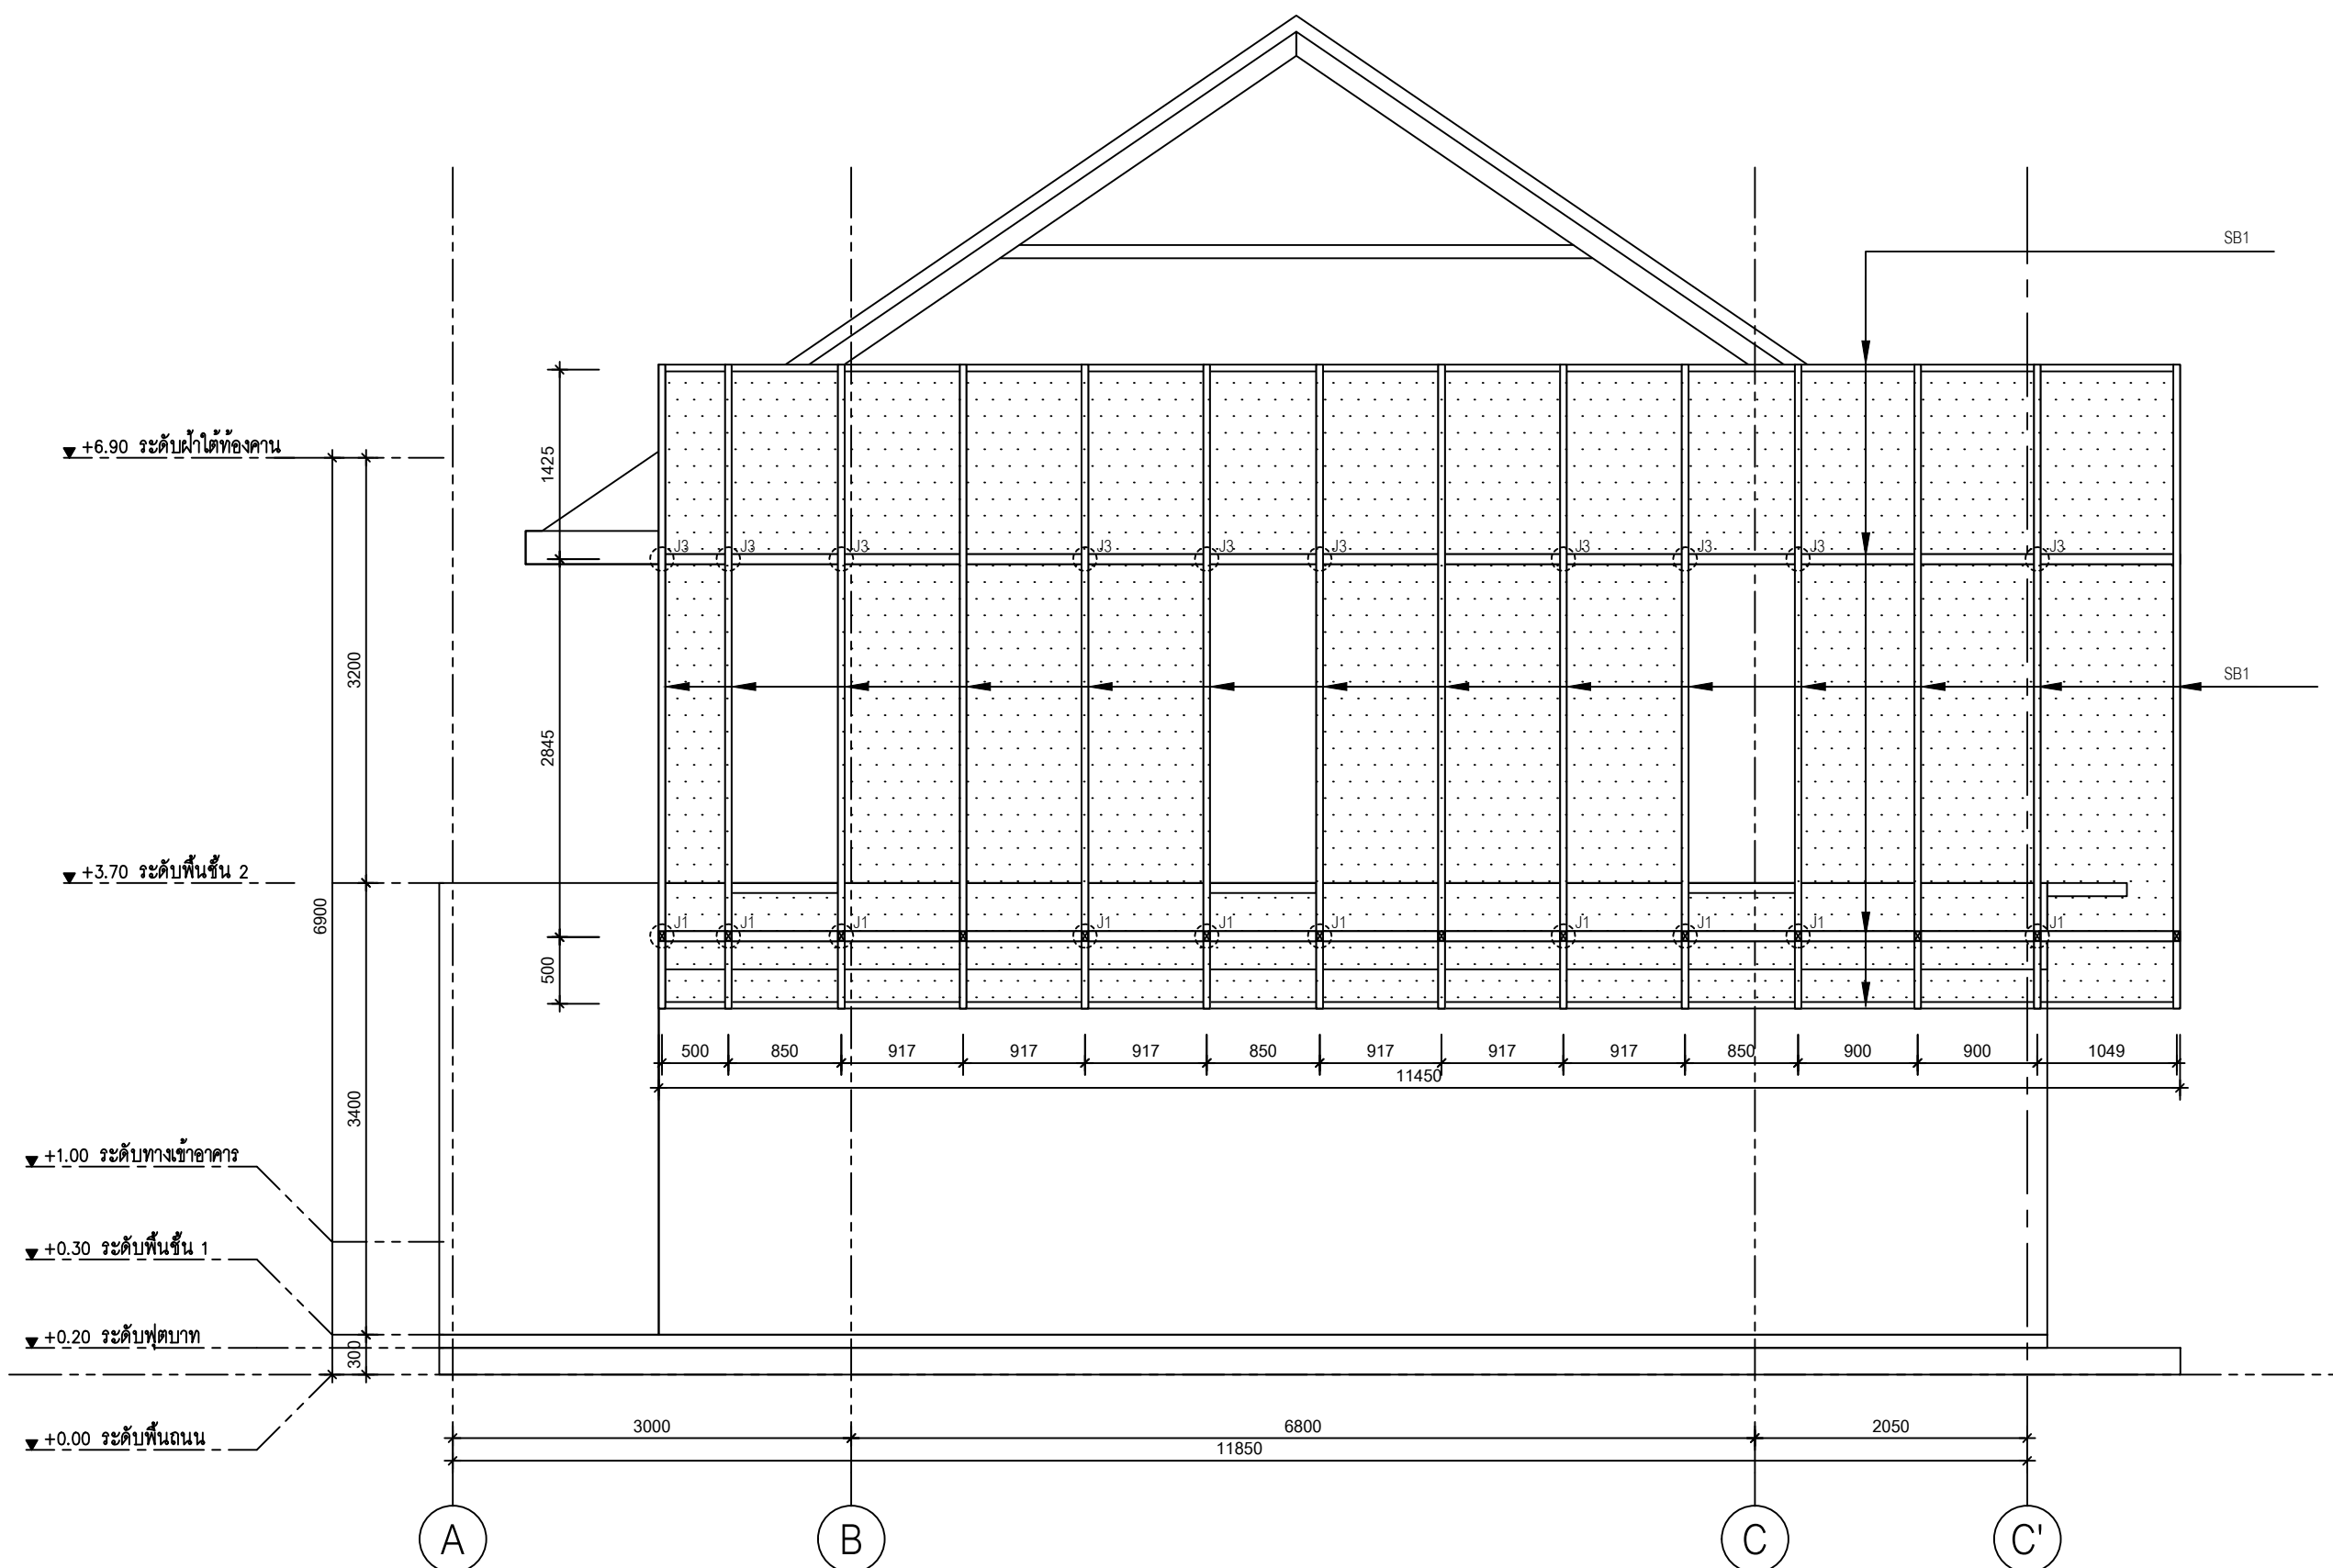 SB1
+6.90 ระดับฝ้าใต้ท้องคาน
1425
J3 J3 J3 J3 J3 J3 J3 J3 J3 J3
3200
2845
SB1
+3.70 ระดับพื้นชั้น 2
6900
J1 J1 J1 J1 J1 J1 J1 J1 J1 J1
500
500 850 917 917 917 850 917 917 917 850 900 900 1049
11450
3400
+1.00 ระดับทางเข้าอาคาร
+0.30 ระดับพื้นชั้น 1
+0.20 ระดับฟุตบาท
300
+0.00 ระดับพื้นถนน
3000 6800 2050
11850
A B C C'